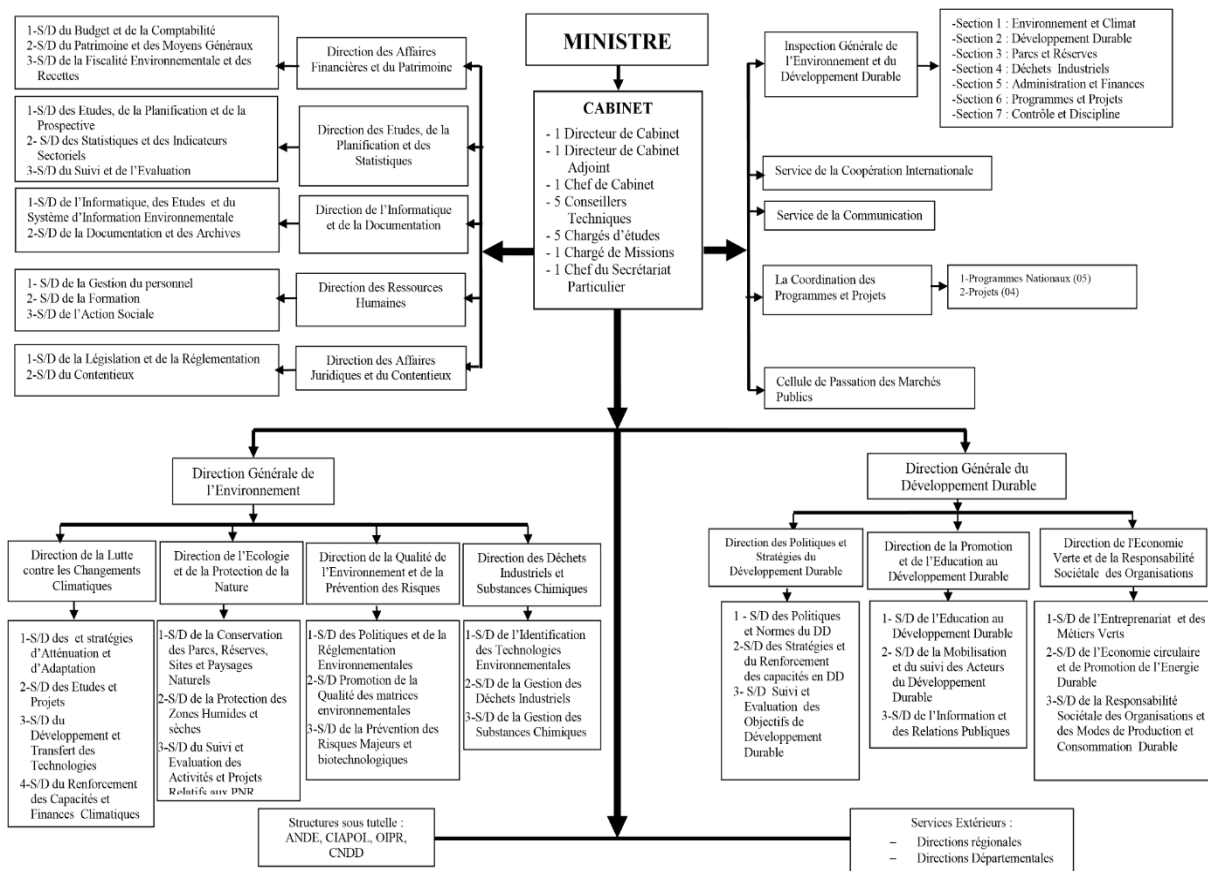 MINISTRE
CABINET
- 1 Directeur de Cabinet
- 1 Directeur de Cabinet
Adjoint
- 1 Chef de Cabinet
- 5 Conseillers
Techniques
- 5 Chargés d'études
- 1 Chargé de Missions
- 1 Chef du Secrétariat
Particulier
1-S/D du Budget et de la Comptabilité
2-S/D du Patrimoine et des Moyens Généraux
3-S/D de la Fiscalité Environnementale et des
Recettes
Direction des Affaires
Financières et du Patrimoine
1-S/D des Etudes, de la Planification et de la
Prospective
2- S/D des Statistiques et des Indicateurs
Sectoriels
3-S/D du Suivi et de l'Evaluation
Direction des Etudes, de la
Planification et des
Statistiques
1-S/D de l'Informatique, des Etudes et du
Système d'Information Environnementale
2-S/D de la Documentation et des Archives
Direction de l'Informatique
et de la Documentation
1- S/D de la Gestion du personnel
2- S/D de la Formation
3-S/D de l'Action Sociale
Direction des Ressources
Humaines
1-S/D de la Législation et de la Réglementation
2-S/D du Contentieux
Direction des Affaires
Juridiques et du Contentieux
Inspection Générale de
l'Environnement et du
Développement Durable
-Section 1 : Environnement et Climat
-Section 2 : Développement Durable
-Section 3 : Parcs et Réserves
-Section 4 : Déchets Industriels
-Section 5 : Administration et Finances
-Section 6 : Programmes et Projets
-Section 7 : Contrôle et Discipline
Service de la Coopération Internationale
Service de la Communication
La Coordination des
Programmes et Projets
1-Programmes Nationaux (05)
2-Projets (04)
Cellule de Passation des Marchés
Publics
Direction Générale de
l'Environnement
Direction de la Lutte
contre les Changements
Climatiques
1-S/D des et stratégies
d'Atténuation et
d'Adaptation
2-S/D des Etudes et
Projets
3-S/D du
Développement et
Transfert des
Technologies
4-S/D du Renforcement
des Capacités et
Finances Climatiques
Direction de l'Ecologie
et de la Protection de la
Nature
1-S/D de la Conservation
des Parcs, Réserves,
Sites et Paysages
Naturels
2-S/D de la Protection des
Zones Humides et
sèches
3-S/D du Suivi et
Evaluation des
Activités et Projets
Relatifs aux PNR
Direction de la Qualité de
l'Environnement et de la
Prévention des Risques
1-S/D des Politiques et de la
Réglementation
Environnementales
2-S/D Promotion de la
Qualité des matrices
environnementales
3-S/D de la Prévention des
Risques Majeurs et
biotechnologiques
Direction des Déchets
Industriels et
Substances Chimiques
1-S/D de l'Identification
des Technologies
Environnementales
2-S/D de la Gestion des
Déchets Industriels
3-S/D de la Gestion des
Substances Chimiques
Direction Générale du
Développement Durable
Direction des Politiques et
Stratégies du
Développement Durable
1 - S/D des Politiques
et Normes du DD
2-S/D des Stratégies et
du Renforcement
des capacités en DD
3- S/D Suivi et
Evaluation des
Objectifs de
Développement
Durable
Direction de la Promotion
et de l'Education au
Développement Durable
1- S/D de l'Education au
Développement Durable
2- S/D de la Mobilisation
et du suivi des Acteurs
du Développement
Durable
3-S/D de l'Information et
des Relations Publiques
Direction de l'Economie
Verte et de la Responsabilité
Sociétale des Organisations
1-S/D de l'Entreprenariat et des
Métiers Verts
2-S/D de l'Economie circulaire
et de Promotion de l'Energie
Durable
3-S/D de la Responsabilité
Sociétale des Organisations et
des Modes de Production et
Consommation Durable
Structures sous tutelle :
ANDE, CIAPOL, OIPR,
CNDD
Services Extérieurs :
– Directions régionales
– Directions Départementales